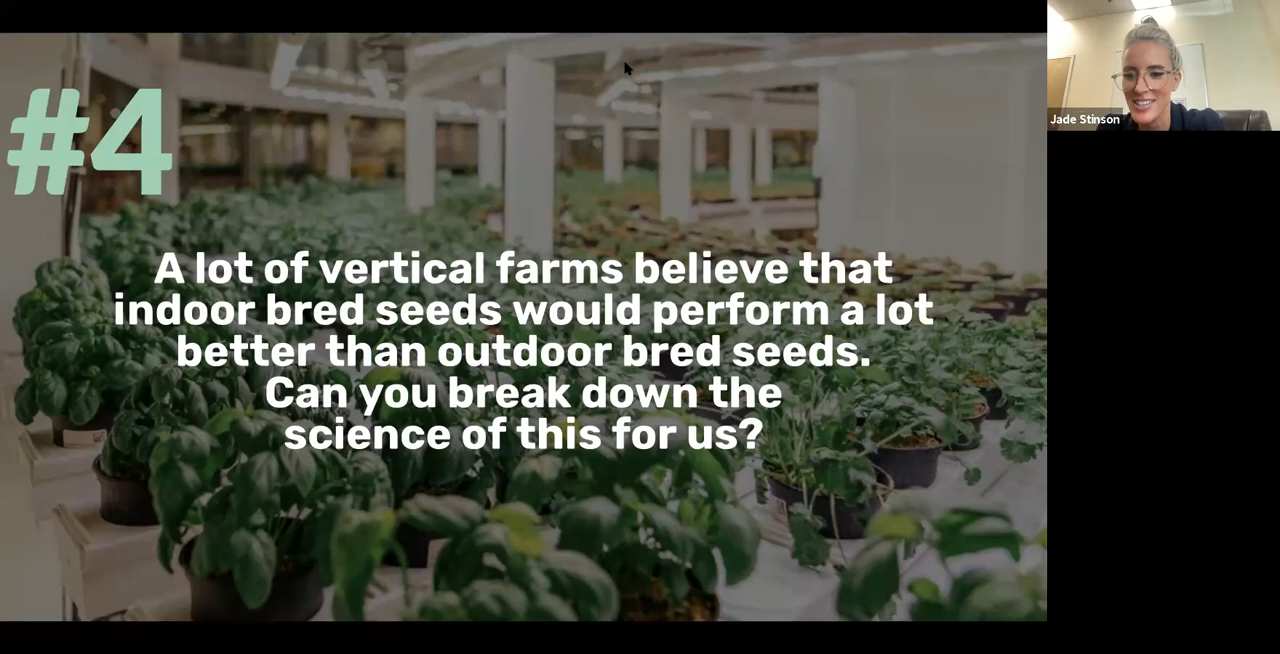 #4
A lot of vertical farms believe that
indoor bred seeds would perform a lot
better than outdoor bred seeds.
Can you break down the
science of this for us?
Jade Stinson